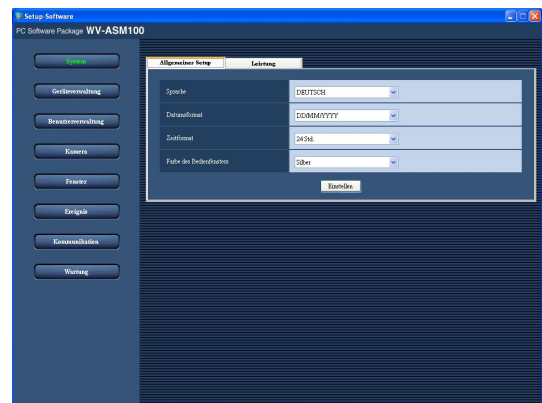 Setup Software
PC Software Package WV-ASM100
System
Geräteverwaltung
Benutzerverwaltung
Kamera
Fenster
Ereignis
Kommunikation
Wartung
Allgemeiner Setup
Leistung
Sprache
DEUTSCH
Datumsformat
DD/MM/YYYY
Zeitformat
24 Std.
Farbe des Bedienfensters
Silber
Einstellen